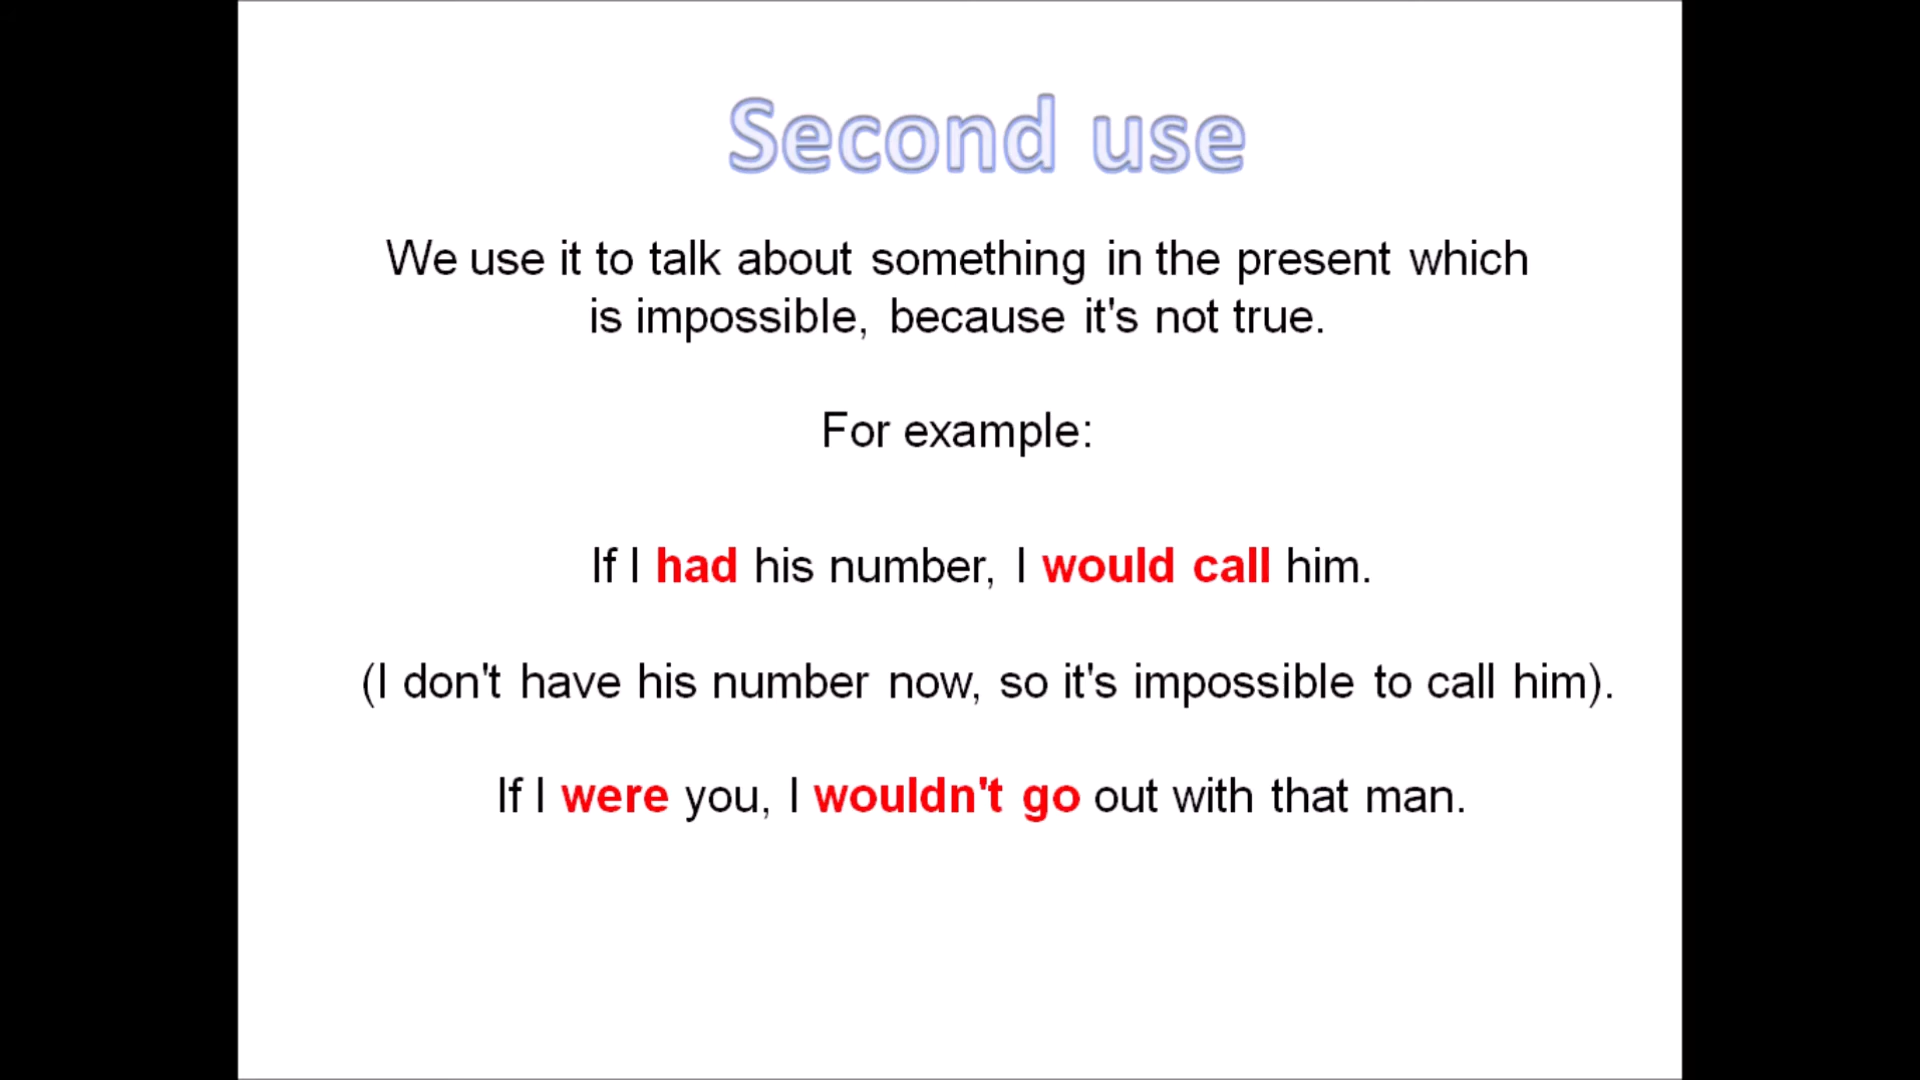 Second use
We use it to talk about something in the present which
is impossible, because it's not true.
For example:
If I had his number, I would call him.
(I don't have his number now, so it's impossible to call him).
If I were you, I wouldn't go out with that man.